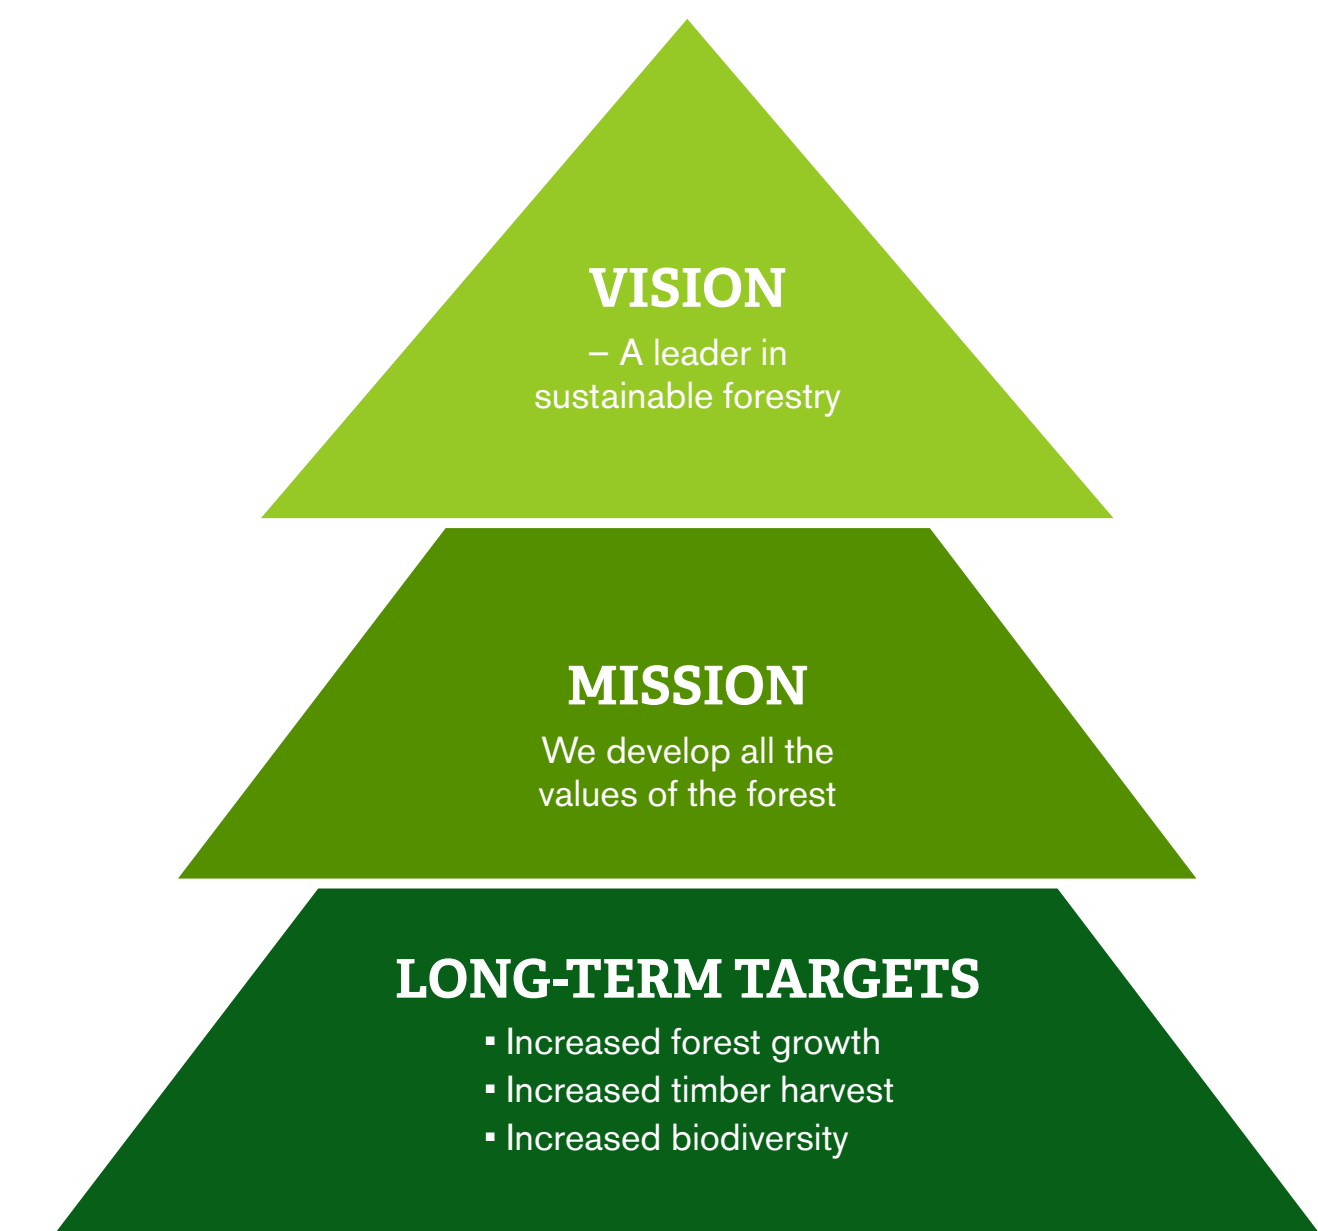 VISION
– A leader in
sustainable forestry
MISSION
We develop all the
values of the forest
LONG-TERM TARGETS
▪ Increased forest growth
▪ Increased timber harvest
▪ Increased biodiversity